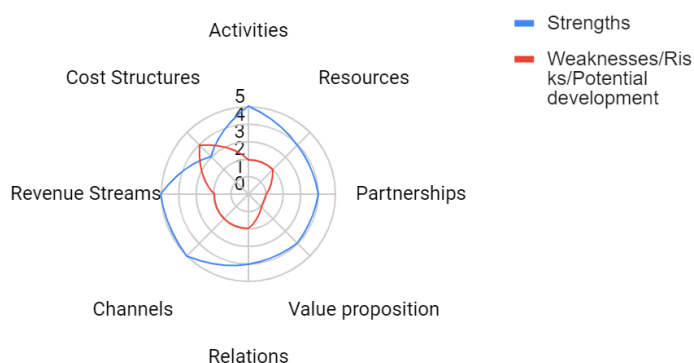 Activities
Strengths
Weaknesses/Ris
ks/Potential
development
Cost Structures
Resources
5
4
3
2
1
0
Revenue Streams
Partnerships
Channels
Value proposition
Relations